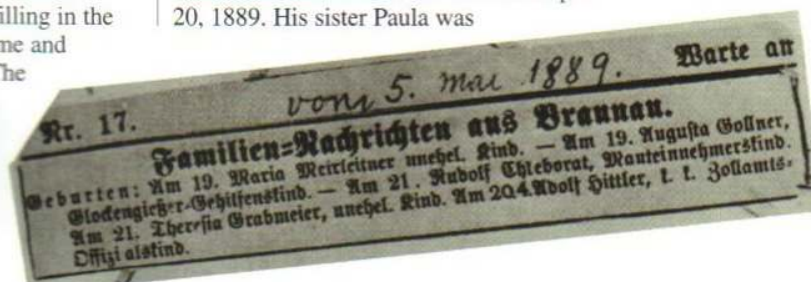 illing in the
me and
The
20, 1889. His sister Paula was
Nr. 17.
vom 5. Mai 1889.
Warte am
Familien=Nachrichten aus Braunau.
Geburten: Am 19. Maria Meirleitner unehel. Kind. — Am 19. Augusta Gollner,
Glockengießer-Gehilfenskind. — Am 21. Rudolf Chleborat, Mauteinnehmerskind.
Am 21. Theresia Grabmeier, unehel. Kind. Am 20.4. Adolf Hittler, k. k. Zollamts-
Offizialskind.